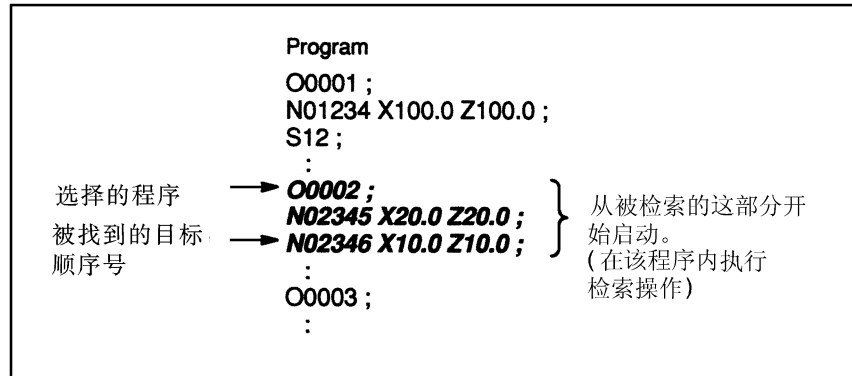 Program
O0001 ;
N01234 X100.0 Z100.0 ;
S12 ;
:
选择的程序
O0002 ;
N02345 X20.0 Z20.0 ;
被找到的目标
顺序号
N02346 X10.0 Z10.0 ;
:
O0003 ;
:
从被检索的这部分开
始启动。
(在该程序内执行
检索操作)